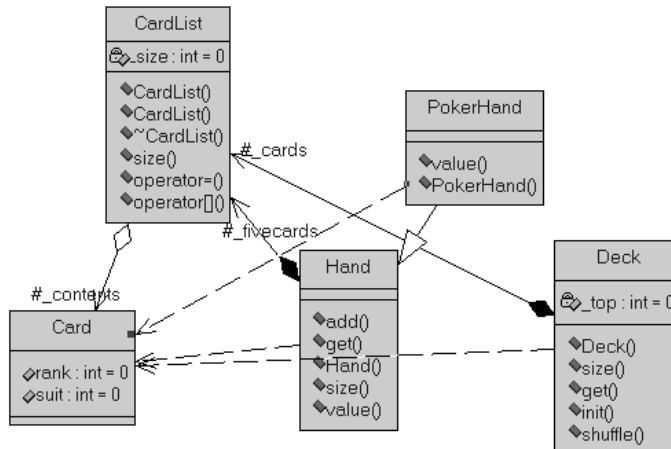 CardList
_size : int = 0
CardList()
CardList()
~CardList()
size()
operator=()
operator[]()
PokerHand
value()
PokerHand()
#_cards
#_fivecards
#_contents
Hand
add()
get()
Hand()
size()
value()
Deck
_top : int = 0
Deck()
size()
get()
init()
shuffle()
Card
rank : int = 0
suit : int = 0